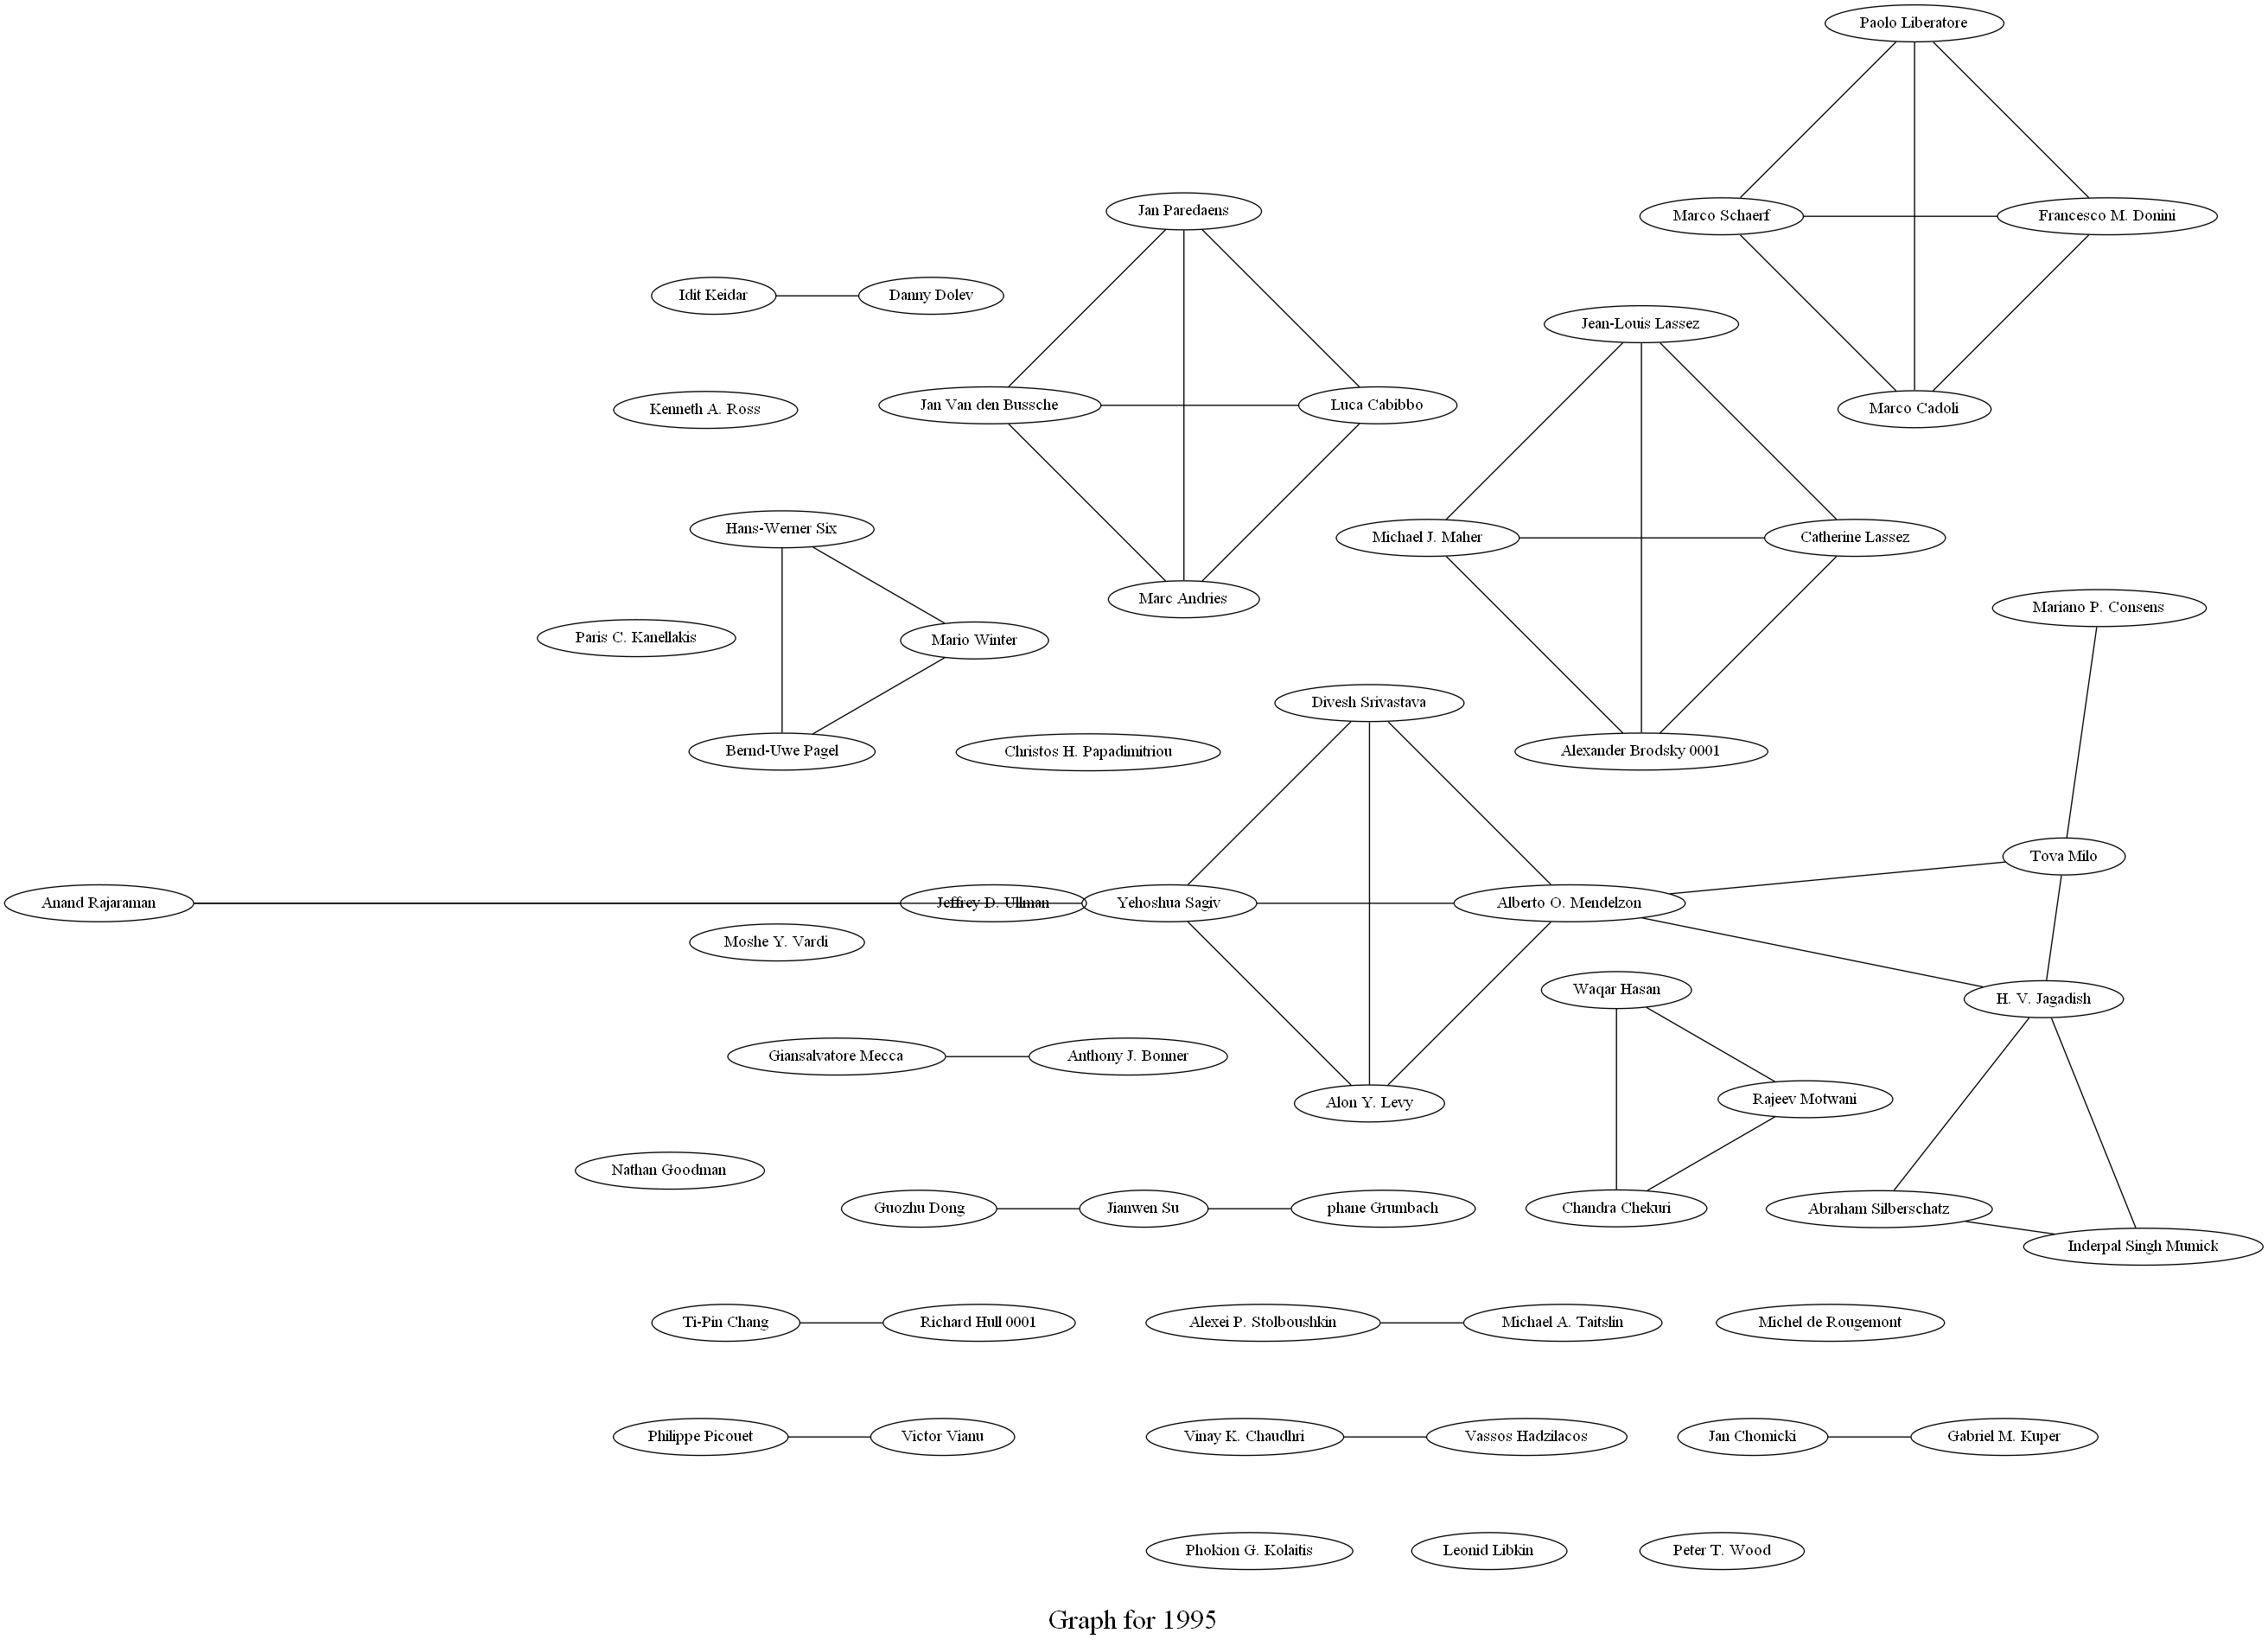 Paolo Liberatore
Jan Paredaens
Marco Schaerf
Francesco M. Donini
Idit Keidar
Danny Dolev
Jean-Louis Lassez
Kenneth A. Ross
Jan Van den Bussche
Luca Cabibbo
Marco Cadoli
Hans-Werner Six
Michael J. Maher
Catherine Lassez
Marc Andries
Mariano P. Consens
Paris C. Kanellakis
Mario Winter
Divesh Srivastava
Bernd-Uwe Pagel
Christos H. Papadimitriou
Alexander Brodsky 0001
Tova Milo
Anand Rajaraman
Jeffrey D. Ullman
Yehoshua Sagiv
Alberto O. Mendelzon
Moshe Y. Vardi
Waqar Hasan
H. V. Jagadish
Giansalvatore Mecca
Anthony J. Bonner
Alon Y. Levy
Rajeev Motwani
Nathan Goodman
Guozhu Dong
Jianwen Su
phane Grumbach
Chandra Chekuri
Abraham Silberschatz
Inderpal Singh Mumick
Ti-Pin Chang
Richard Hull 0001
Alexei P. Stolboushkin
Michael A. Taitslin
Michel de Rougemont
Philippe Picouet
Victor Vianu
Vinay K. Chaudhri
Vassos Hadzilacos
Jan Chomicki
Gabriel M. Kuper
Phokion G. Kolaitis
Leonid Libkin
Peter T. Wood
Graph for 1995